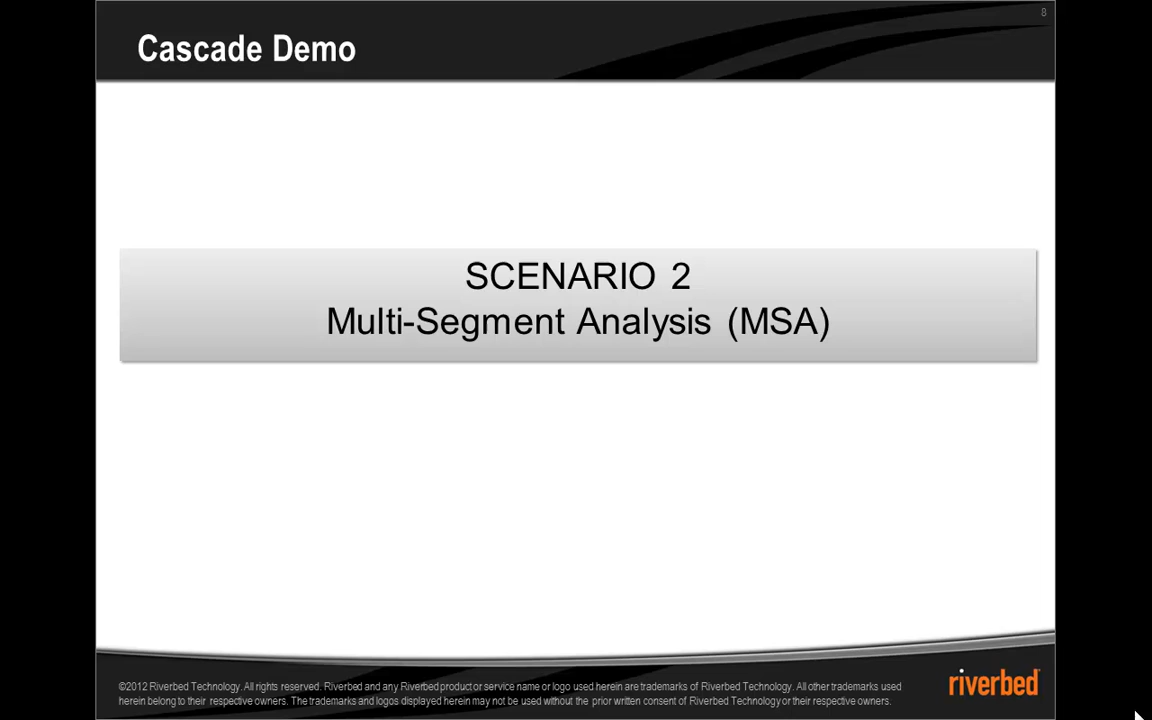 8
Cascade Demo
SCENARIO 2
Multi-Segment Analysis (MSA)
©2012 Riverbed Technology. All rights reserved. Riverbed and any Riverbed product or service name or logo used herein are trademarks of Riverbed Technology. All other trademarks used
herein belong to their respective owners. The trademarks and logos displayed herein may not be used without the prior written consent of Riverbed Technology or their respective owners.
riverbed